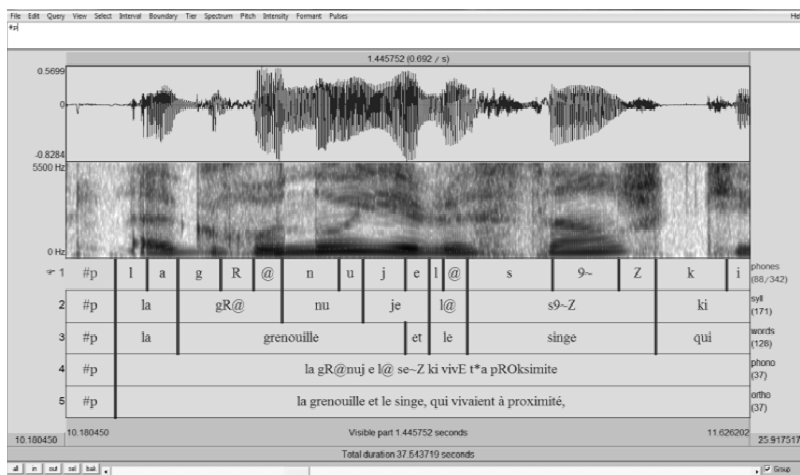 File Edit Query View Select Interval Boundary Tier Spectrum Pitch Intensity Formant Pulses Hel
#p
1.445752 (0.692 / s)
0.5699
0
-0.8284
5500 Hz
0 Hz
1 #p l a g R @ n u j e l @ s 9~ Z k i phones (88/342)
2 #p la gR@ nu je l@ s9~Z ki syll (171)
3 #p la grenouille et le singe qui words (128)
4 #p la gR@nuj e l@ se~Z ki vivE t*a pROksimite phono (37)
5 #p la grenouille et le singe, qui vivaient à proximité, ortho (37)
10.180450 Visible part 1.445752 seconds 11.626202
10.180450 25.917517
Total duration 37.543719 seconds
all in out sel bak Group